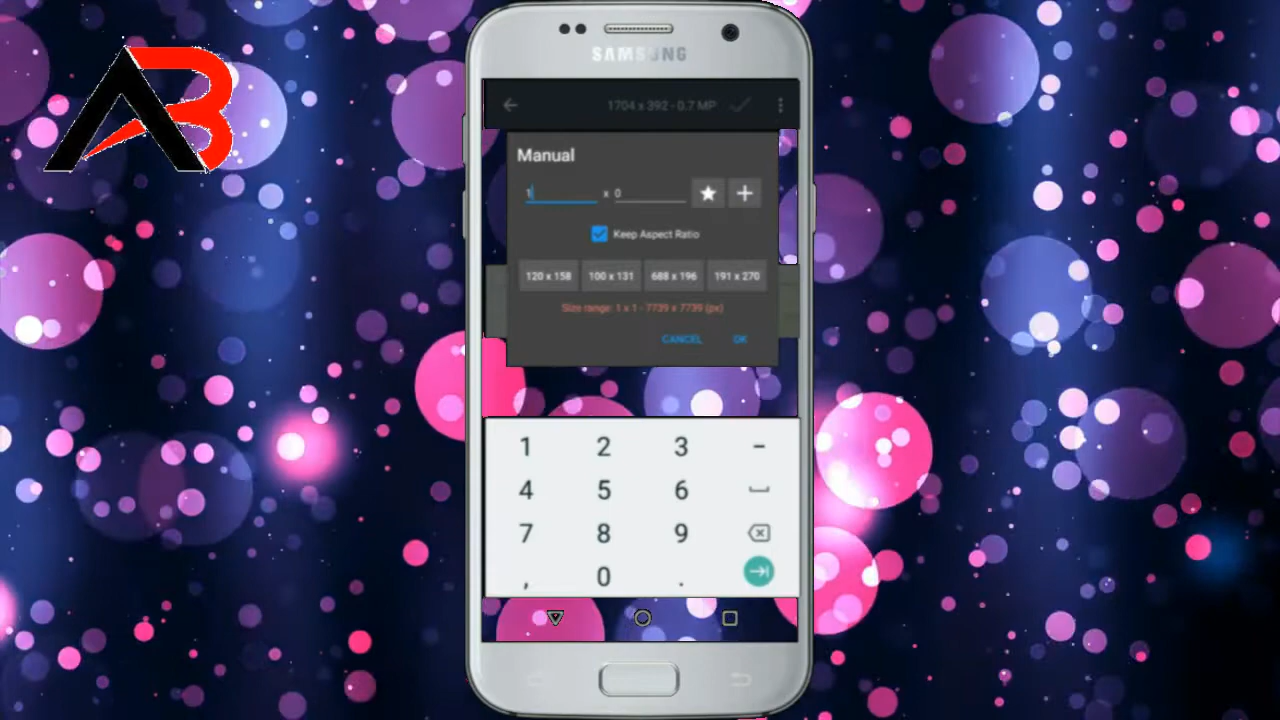 AB
SAMSUNG
1704 x 392 - 0.7 MP
Manual
1 x 0
Keep Aspect Ratio
120 x 158 100 x 131 688 x 196 191 x 270
Size range: 1 x 1 - 7739 x 7739 (px)
CANCEL OK
1 2 3 -
4 5 6
7 8 9
, 0 .